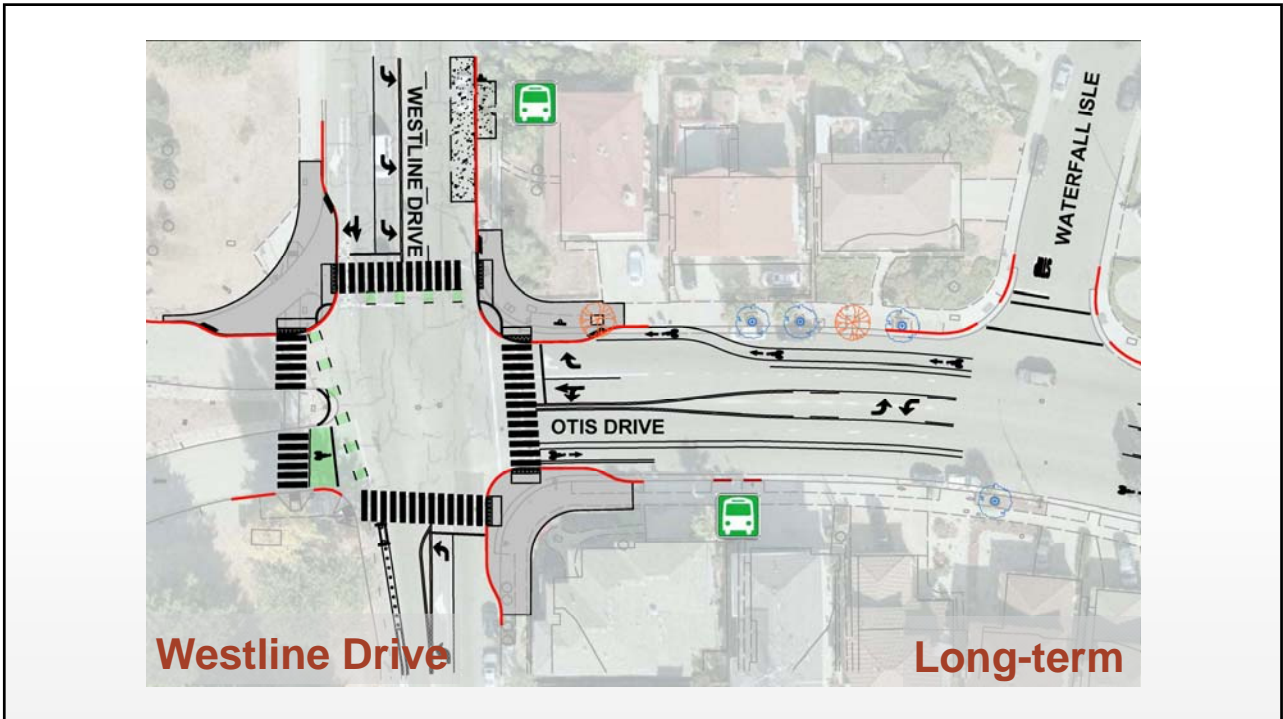 WESTLINE DRIVE
WATERFALL ISLE
OTIS DRIVE
Westline Drive
Long-term